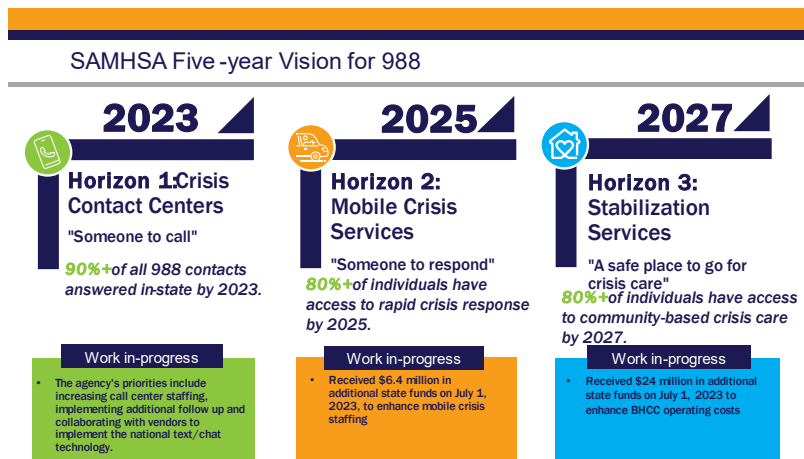 SAMHSA Five-year Vision for 988
2023
Horizon 1:Crisis
Contact Centers
"Someone to call"
90%+of all 988 contacts
answered in-state by 2023.
Work in-progress
• The agency's priorities include
increasing call center staffing,
implementing additional follow up and
collaborating with vendors to
implement the national text/chat
technology.
2025
Horizon 2:
Mobile Crisis
Services
"Someone to respond"
80%+of individuals have
access to rapid crisis response
by 2025.
Work in-progress
• Received $6.4 million in
additional state funds on July 1,
2023, to enhance mobile crisis
staffing
2027
Horizon 3:
Stabilization
Services
"A safe place to go for
crisis care"
80%+of individuals have access
to community-based crisis care
by 2027.
Work in-progress
• Received $24 million in additional
state funds on July 1, 2023 to
enhance BHCC operating costs